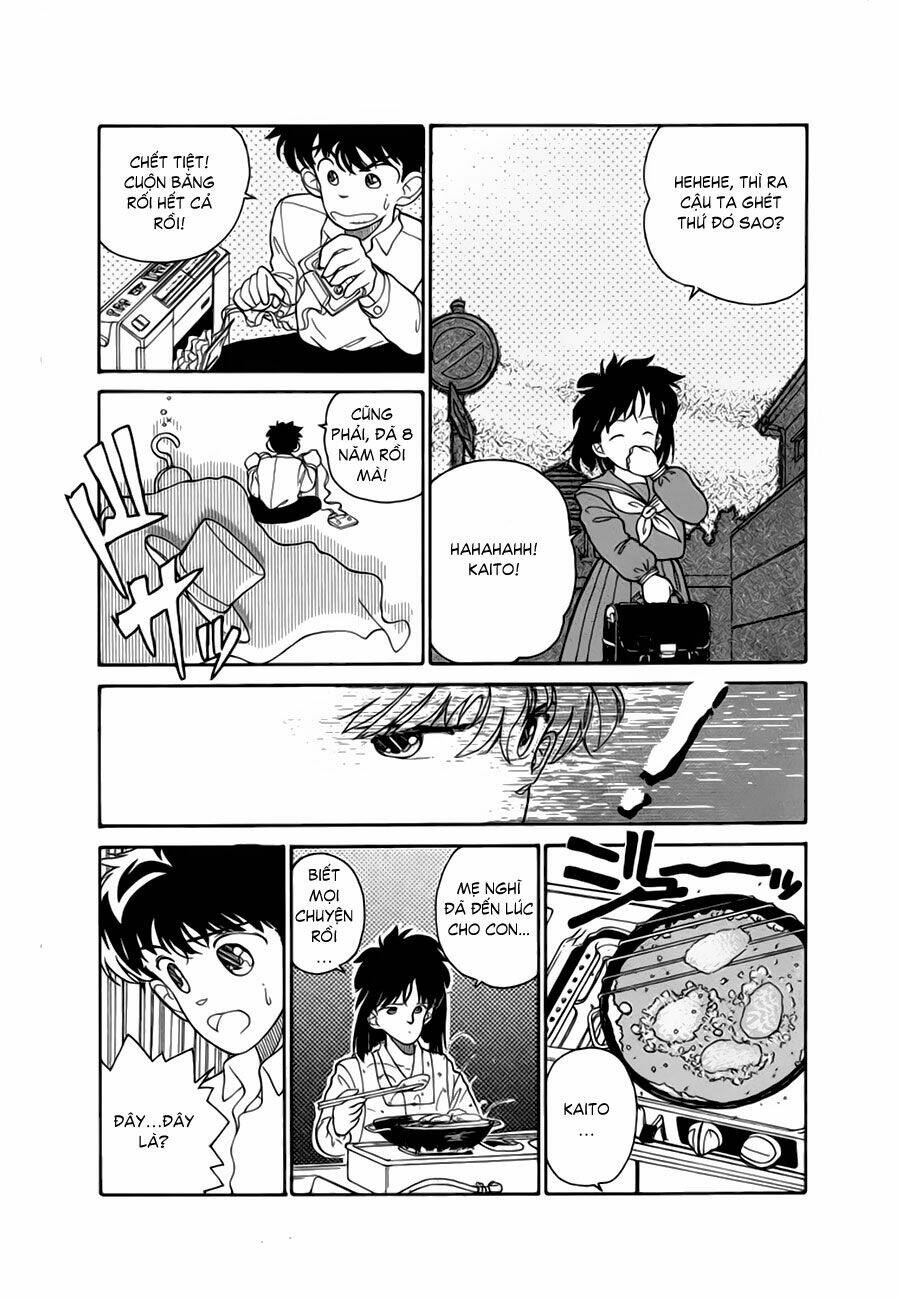 HEHEHE, THÌ RA
CẬU TA GHÉT
THỨ ĐÓ SAO?
HAHAHAHH!
KAITO!
CHẾT TIỆT!
CUỘN BĂNG
RỐI HẾT CẢ
RỒI!
CŨNG
PHẢI, ĐÃ 8
NĂM RỒI
MÀ!
KAITO
...
MẸ NGHĨ
ĐÃ ĐẾN LÚC
CHO CON...
BIẾT
MỌI
CHUYỆN
RỒI
...
ĐÂY...ĐÂY
LÀ?